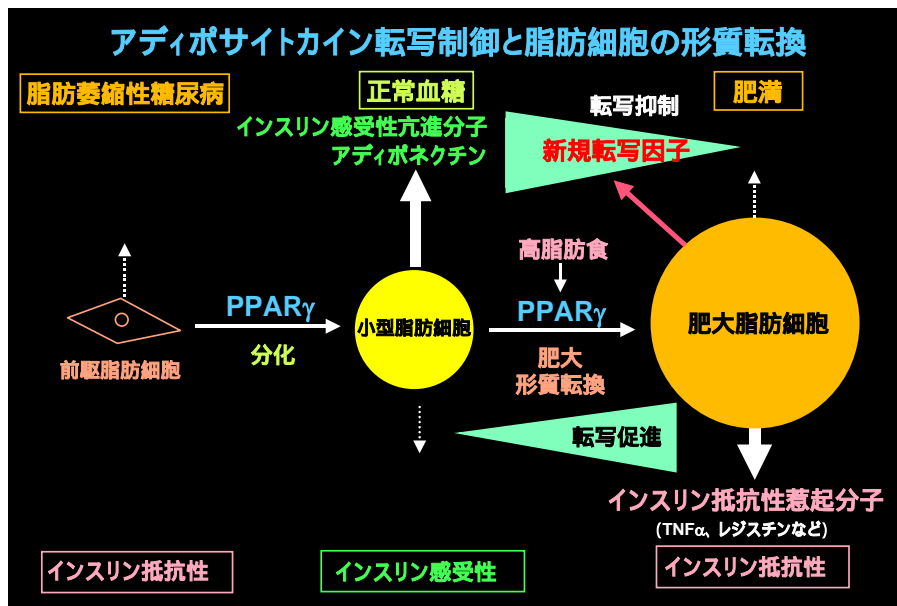 アディポサイトカイン転写制御と脂肪細胞の形質転換
脂肪萎縮性糖尿病
正常血糖
肥満
インスリン感受性亢進分子
アディポネクチン
転写抑制
新規転写因子
高脂肪食
PPARγ
分化
小型脂肪細胞
PPARγ
肥大
形質転換
肥大脂肪細胞
前駆脂肪細胞
転写促進
インスリン抵抗性惹起分子
(TNFα、レジスチンなど)
インスリン抵抗性
インスリン感受性
インスリン抵抗性